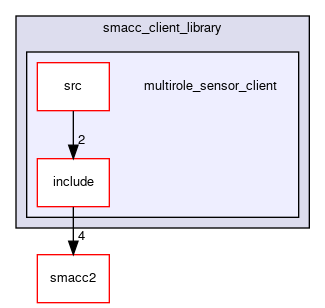 smacc_client_library
src
multirole_sensor_client
2
include
4
smacc2